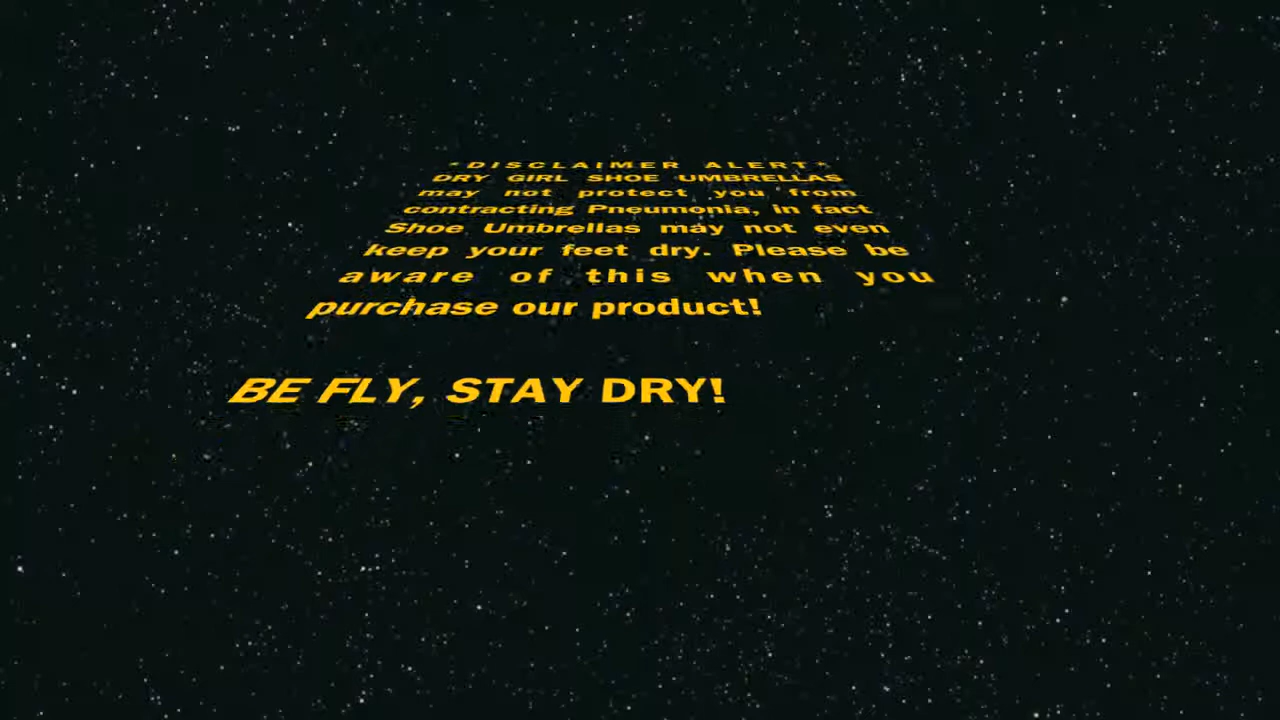 *DISCLAIMER ALERT*
DRY GIRL SHOE UMBRELLAS
may not protect you from
contracting Pneumonia, in fact
Shoe Umbrellas may not even
keep your feet dry. Please be
aware of this when you
purchase our product!
BE FLY, STAY DRY!